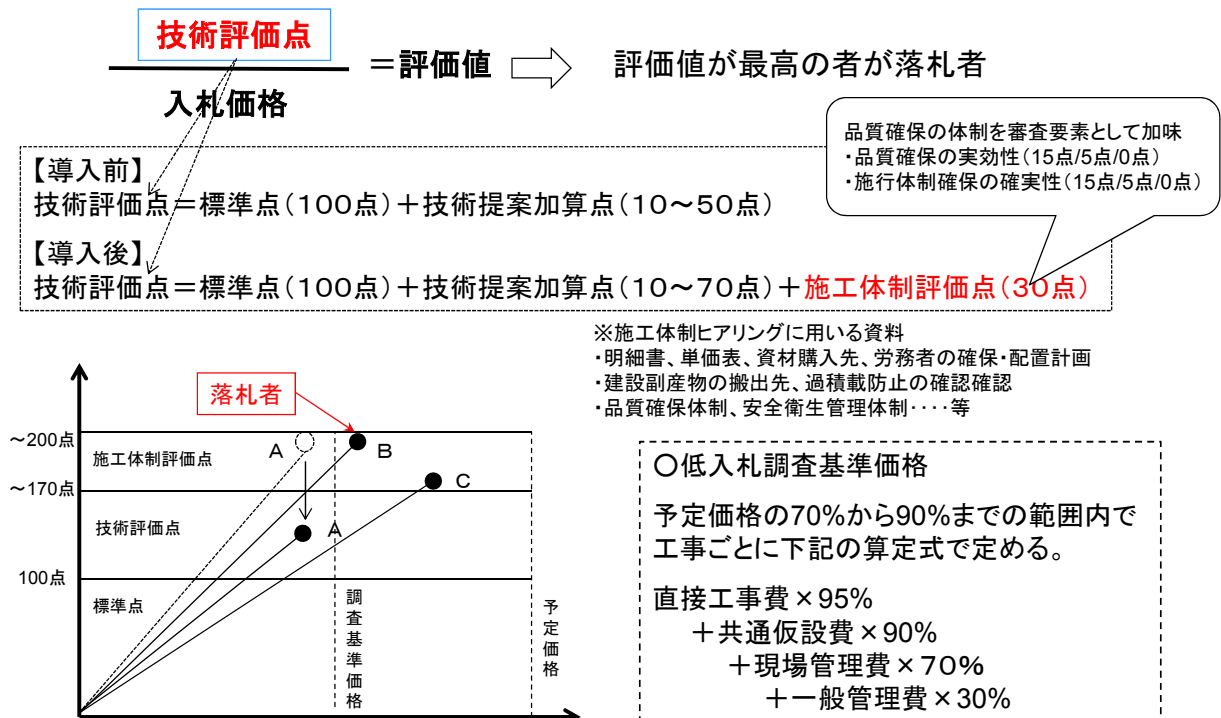 技術評価点
入札価格
＝評価値
評価値が最高の者が落札者
品質確保の体制を審査要素として加味
・品質確保の実効性（15点/5点/0点）
・施行体制確保の確実性（15点/5点/0点）
【導入前】
技術評価点＝標準点（１００点）＋技術提案加算点（１０～５０点）
【導入後】
技術評価点＝標準点（１００点）＋技術提案加算点（１０～７０点）＋施工体制評価点（３０点）
※施工体制ヒアリングに用いる資料
・明細書、単価表、資材購入先、労務者の確保・配置計画
・建設副産物の搬出先、過積載防止の確認確認
・品質確保体制、安全衛生管理体制‥‥等
落札者
～200点
施工体制評価点
A
B
～170点
C
技術評価点
A
100点
標準点
調査基準価格
予定価格
〇低入札調査基準価格
予定価格の70%から90%までの範囲内で
工事ごとに下記の算定式で定める。
直接工事費×95%
＋共通仮設費×90%
＋現場管理費×７０%
＋一般管理費×30%